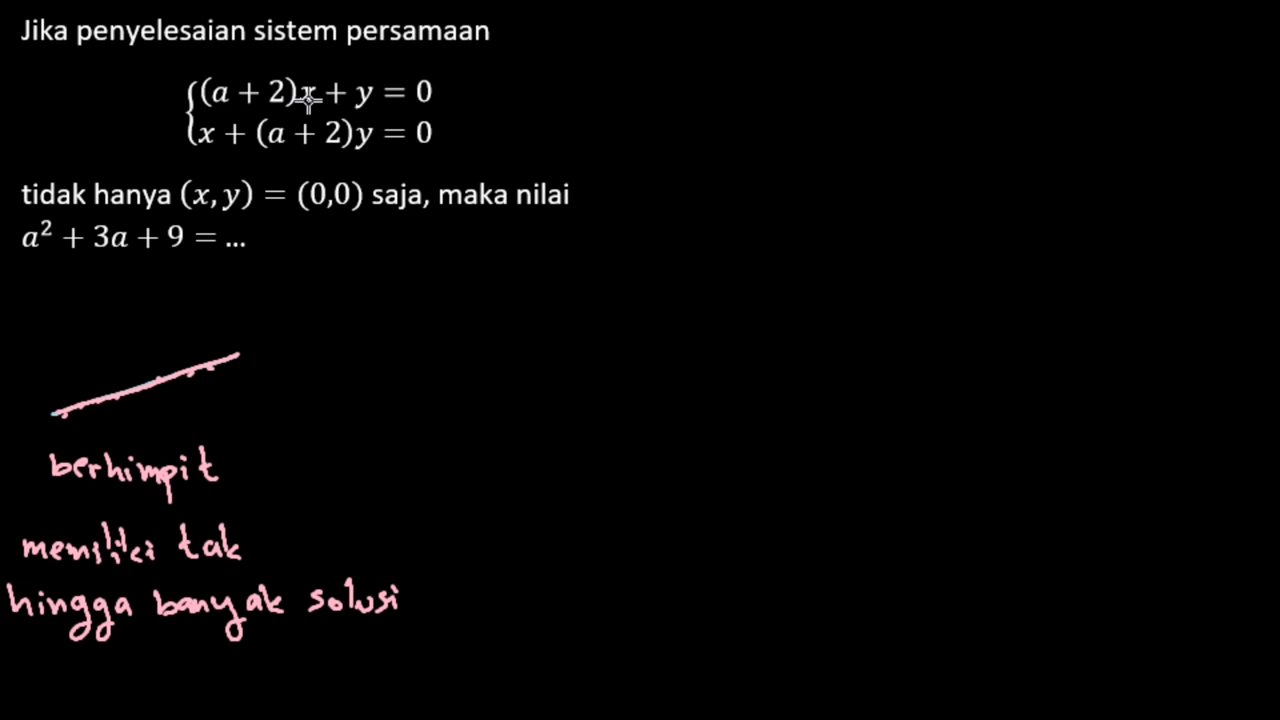 Jika penyelesaian sistem persamaan
(a + 2)x + y = 0
x + (a + 2)y = 0
tidak hanya (x, y) = (0,0) saja, maka nilai
a² + 3a + 9 = ...
berhimpit
memiliki tak
hingga banyak solusi